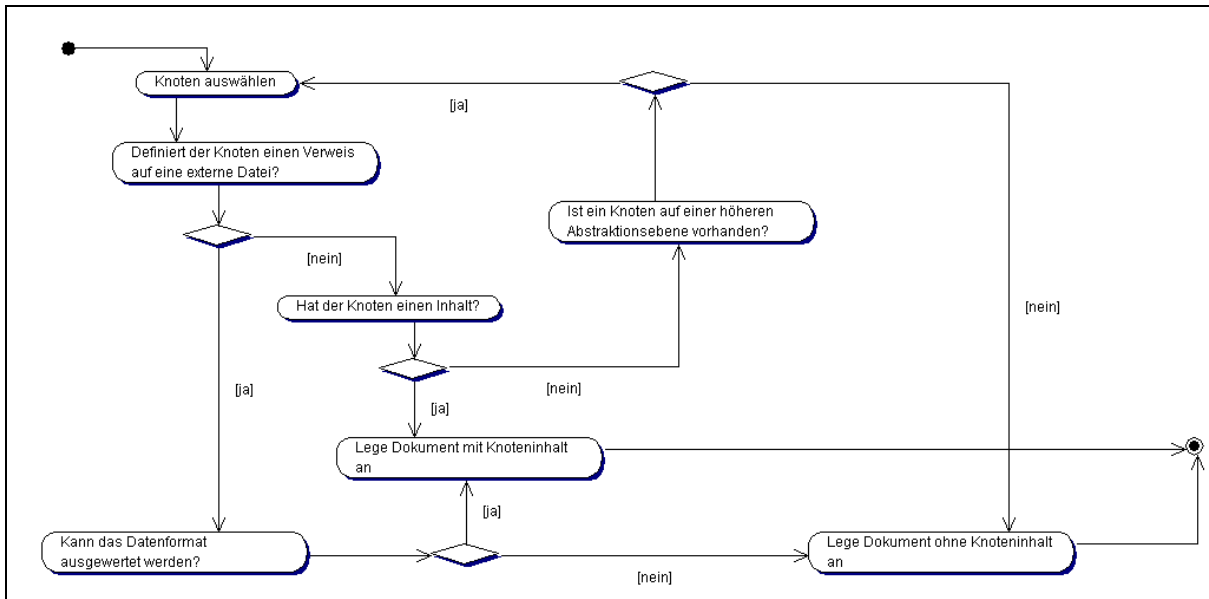 Knoten auswählen
[ja]
Definiert der Knoten einen Verweis
auf eine externe Datei?
Ist ein Knoten auf einer höheren
Abstraktionsebene vorhanden?
[nein]
Hat der Knoten einen Inhalt?
[nein]
[ja]
[nein]
[ja]
Lege Dokument mit Knoteninhalt
an
[ja]
Kann das Datenformat
ausgewertet werden?
Lege Dokument ohne Knoteninhalt
an
[nein]